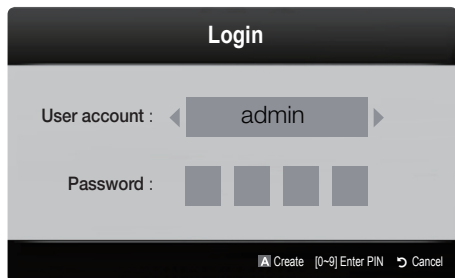 Login
User account :
admin
Password :
A Create [0~9] Enter PIN Cancel